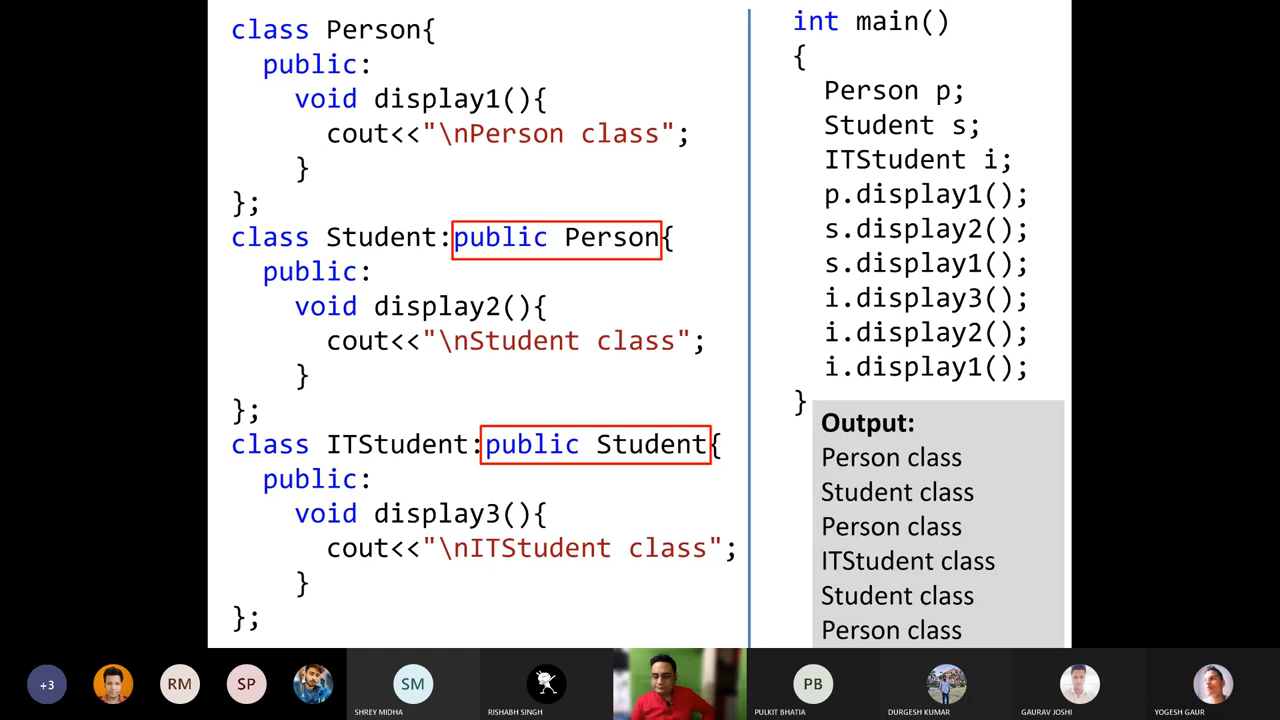 class Person{
public:
void display1(){
cout<<"\nPerson class";
}
};
class Student:public Person{
public:
void display2(){
cout<<"\nStudent class";
}
};
class ITStudent:public Student{
public:
void display3(){
cout<<"\nITStudent class";
}
};
int main()
{
Person p;
Student s;
ITStudent i;
p.display1();
s.display2();
s.display1();
i.display3();
i.display2();
i.display1();
}
Output:
Person class
Student class
Person class
ITStudent class
Student class
Person class
+3
RM
SP
SM
SHREY MIDHA
RISHABH SINGH
PB
PULKIT BHATIA
DURGESH KUMAR
GAURAV JOSHI
YOGESH GAUR